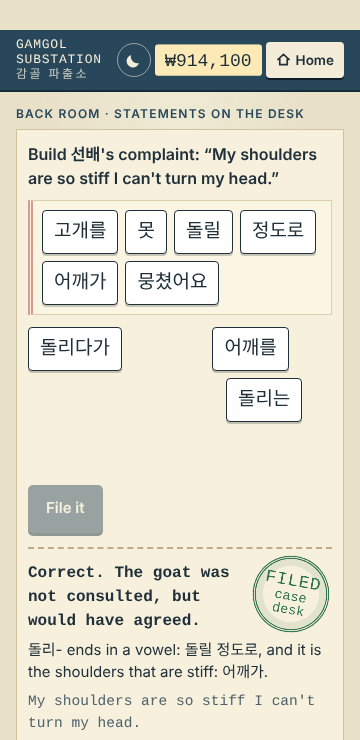 GAMGOL
SUBSTATION
감골 파출소
₩914,100
Home
BACK ROOM · STATEMENTS ON THE DESK
Build 선배's complaint: “My shoulders
are so stiff I can't turn my head.”
고개를 못 돌릴 정도로
어깨가 뭉쳤어요
돌리다가 어깨를
돌리는
File it
Correct. The goat was
not consulted, but
would have agreed.
FILED
case
desk
돌리- ends in a vowel: 돌릴 정도로, and it is
the shoulders that are stiff: 어깨가.
My shoulders are so stiff I can't
turn my head.